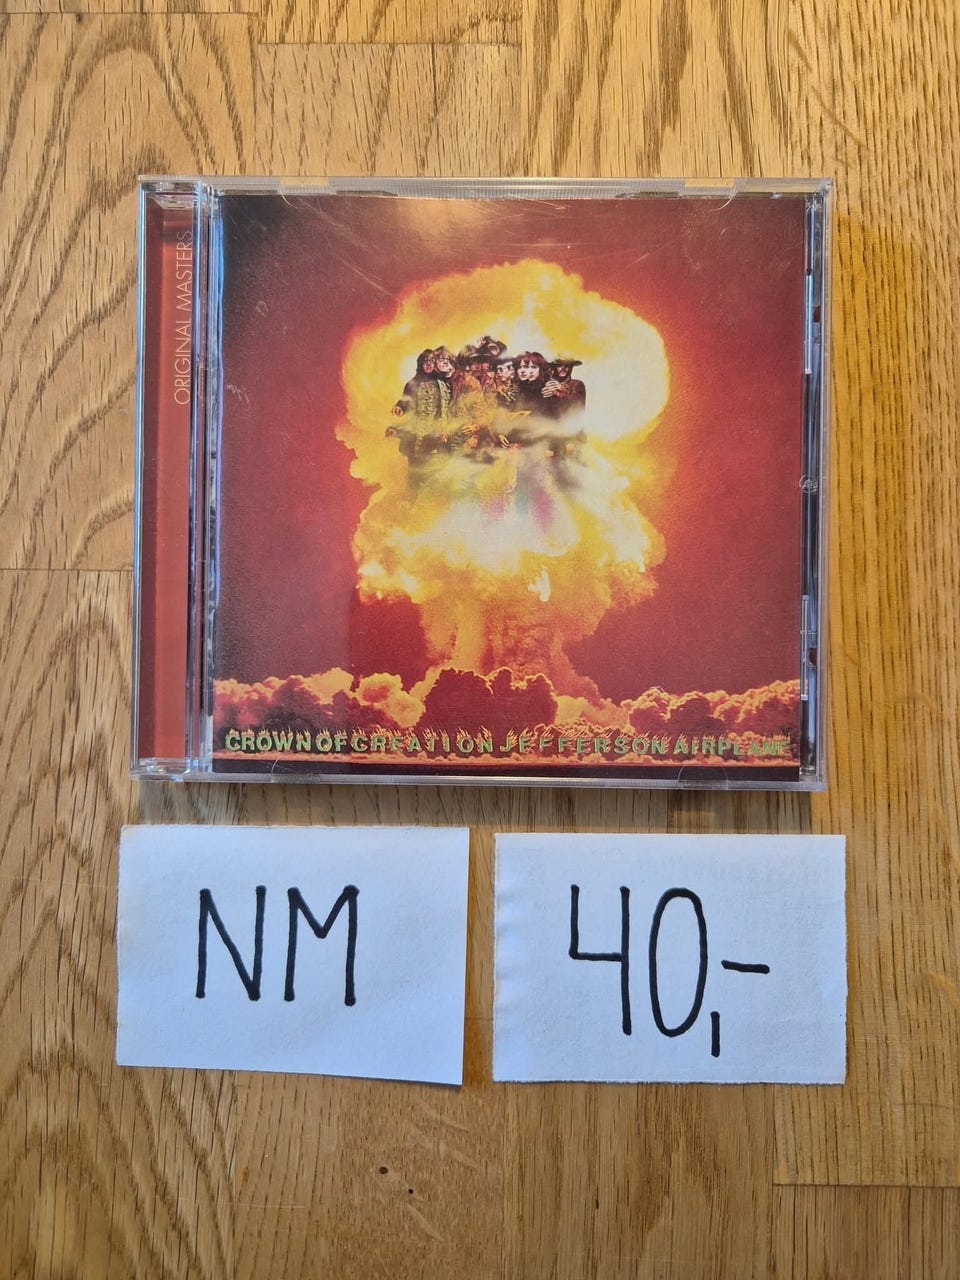 ORIGINAL MASTERS
CROWN OF CREATION JEFFERSON AIRPLANE
NM
40,-